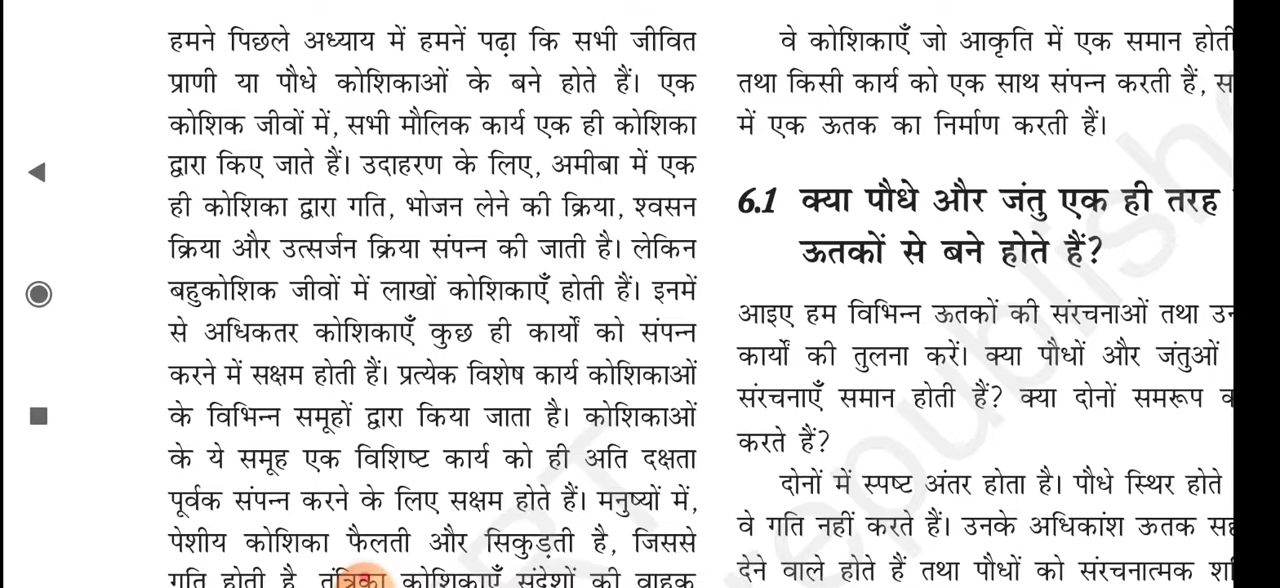 हमने पिछले अध्याय में हमनें पढ़ा कि सभी जीवित
प्राणी या पौधे कोशिकाओं के बने होते हैं। एक
कोशिक जीवों में, सभी मौलिक कार्य एक ही कोशिका
द्वारा किए जाते हैं। उदाहरण के लिए, अमीबा में एक
ही कोशिका द्वारा गति, भोजन लेने की क्रिया, श्वसन
क्रिया और उत्सर्जन क्रिया संपन्न की जाती है। लेकिन
बहुकोशिक जीवों में लाखों कोशिकाएँ होती हैं। इनमें
से अधिकतर कोशिकाएँ कुछ ही कार्यों को संपन्न
करने में सक्षम होती हैं। प्रत्येक विशेष कार्य कोशिकाओं
के विभिन्न समूहों द्वारा किया जाता है। कोशिकाओं
के ये समूह एक विशिष्ट कार्य को ही अति दक्षता
पूर्वक संपन्न करने के लिए सक्षम होते हैं। मनुष्यों में,
पेशीय कोशिका फैलती और सिकुड़ती है, जिससे
गति होती है, तंत्रिका कोशिकाएँ संदेशों की वाहक
वे कोशिकाएँ जो आकृति में एक समान होती
तथा किसी कार्य को एक साथ संपन्न करती हैं,
में एक ऊतक का निर्माण करती हैं।
6.1 क्या पौधे और जंतु एक ही तरह
ऊतकों से बने होते हैं?
आइए हम विभिन्न ऊतकों की संरचनाओं तथा
कार्यों की तुलना करें। क्या पौधों और जंतुओं
संरचनाएँ समान होती हैं? क्या दोनों समरूप
करते हैं?
दोनों में स्पष्ट अंतर होता है। पौधे स्थिर होते
वे गति नहीं करते हैं। उनके अधिकांश ऊतक
देने वाले होते हैं तथा पौधों को संरचनात्मक